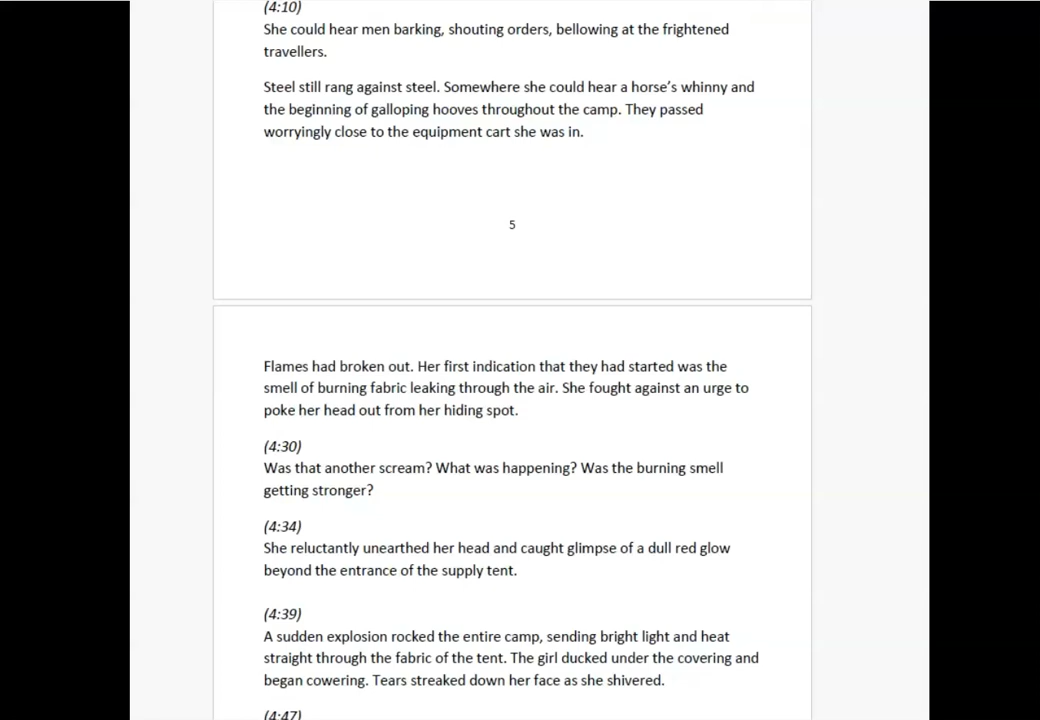 (4:10)
She could hear men barking, shouting orders, bellowing at the frightened
travellers.
Steel still rang against steel. Somewhere she could hear a horse's whinny and
the beginning of galloping hooves throughout the camp. They passed
worryingly close to the equipment cart she was in.
5
Flames had broken out. Her first indication that they had started was the
smell of burning fabric leaking through the air. She fought against an urge to
poke her head out from her hiding spot.
(4:30)
Was that another scream? What was happening? Was the burning smell
getting stronger?
(4:34)
She reluctantly unearthed her head and caught glimpse of a dull red glow
beyond the entrance of the supply tent.
(4:39)
A sudden explosion rocked the entire camp, sending bright light and heat
straight through the fabric of the tent. The girl ducked under the covering and
began cowering. Tears streaked down her face as she shivered.
(4:47)